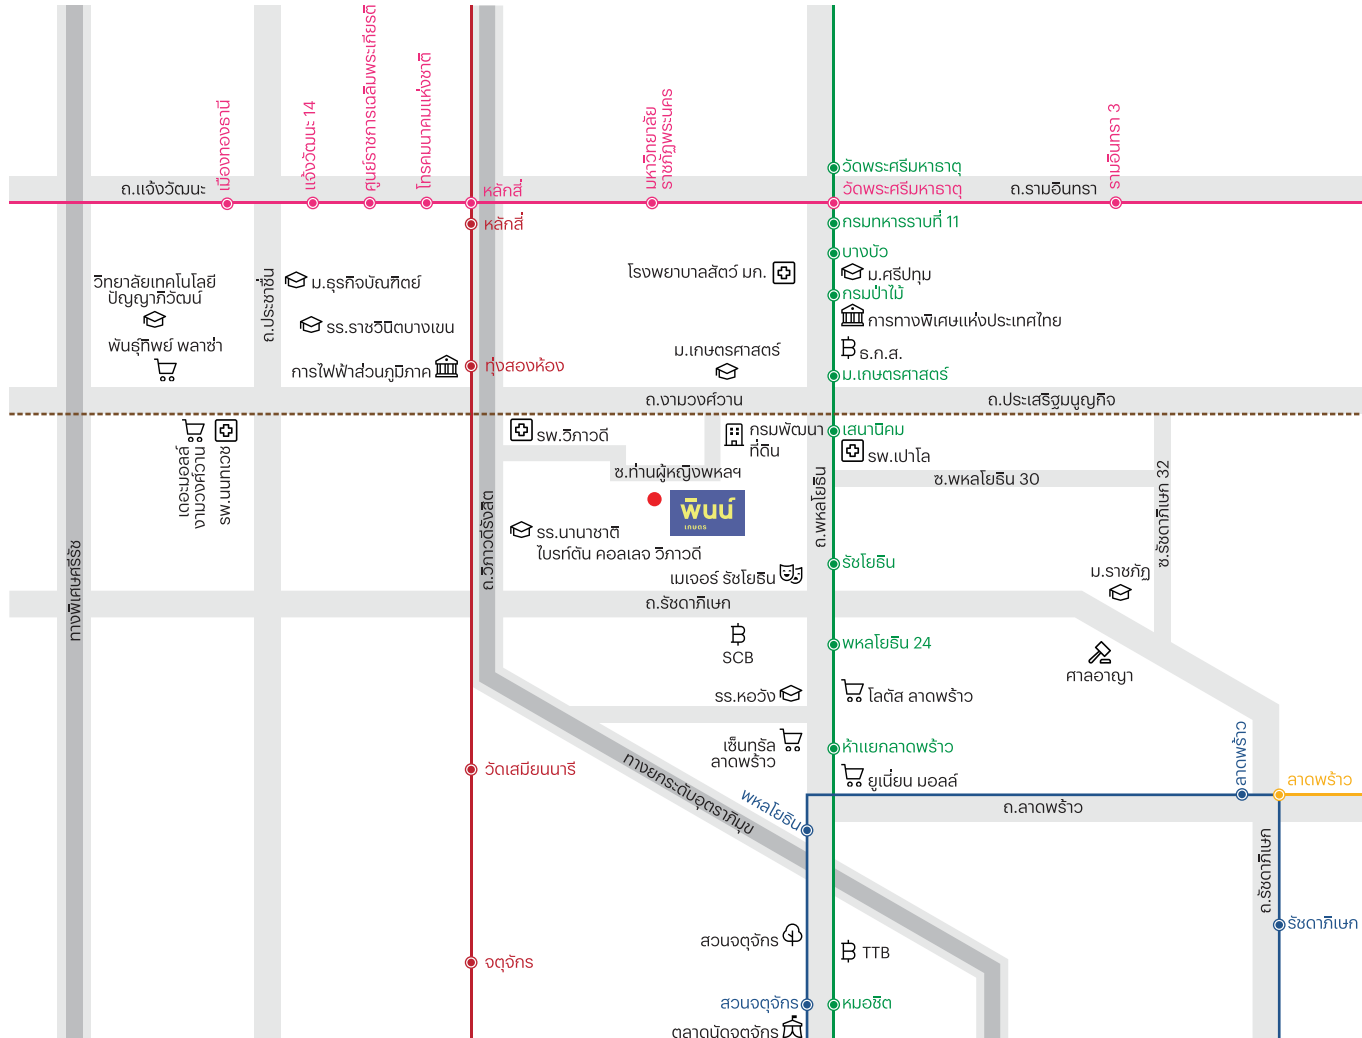 เมืองทองธานี
แจ้งวัฒนะ 14
ศูนย์ราชการเฉลิมพระเกียรติ
โทรคมนาคมแห่งชาติ
มหาวิทยาลัย
ราชภัฏพระนคร
รามอินทรา 3
วัดพระศรีมหาธาตุ
ถ.แจ้งวัฒนะ
หลักสี่
วัดพระศรีมหาธาตุ
ถ.รามอินทรา
หลักสี่
กรมทหารราบที่ 11
บางบัว
วิทยาลัยเทคโนโลยี
ปัญญาภิวัฒน์
ถ.ประชาชื่น
ม.ธุรกิจบัณฑิตย์
โรงพยาบาลสัตว์ มก.
ม.ศรีปทุม
กรมป่าไม้
รร.ราชวินิตบางเขน
การทางพิเศษแห่งประเทศไทย
พันธุ์ทิพย์ พลาซ่า
ม.เกษตรศาสตร์
ธ.ก.ส.
การไฟฟ้าส่วนภูมิภาค
ทุ่งสองห้อง
ม.เกษตรศาสตร์
ถ.งามวงศ์วาน
ถ.ประเสริฐมนูญกิจ
เดอะมอลล์
งามวงศ์วาน
รพ.นนทเวช
รพ.วิภาวดี
กรมพัฒนา
ที่ดิน
เสนานิคม
รพ.เปาโล
ซ.ท่านผู้หญิงพหลฯ
ซ.พหลโยธิน 30
ซ.รัชดาภิเษก 32
พินน์
เกษตร
ถ.พหลโยธิน
ถ.วิภาวดีรังสิต
รร.นานาชาติ
ไบรท์ตัน คอลเลจ วิภาวดี
ทางพิเศษศรีรัช
เมเจอร์ รัชโยธิน
รัชโยธิน
ม.ราชภัฏ
ถ.รัชดาภิเษก
SCB
พหลโยธิน 24
ศาลอาญา
รร.หอวัง
โลตัส ลาดพร้าว
เซ็นทรัล
ลาดพร้าว
ห้าแยกลาดพร้าว
วัดเสมียนนารี
ทางยกระดับอุตราภิมุข
ยูเนี่ยน มอลล์
ลาดพร้าว
ลาดพร้าว
พหลโยธิน
ถ.ลาดพร้าว
ถ.รัชดาภิเษก
รัชดาภิเษก
สวนจตุจักร
TTB
จตุจักร
สวนจตุจักร
หมอชิต
ตลาดนัดจตุจักร